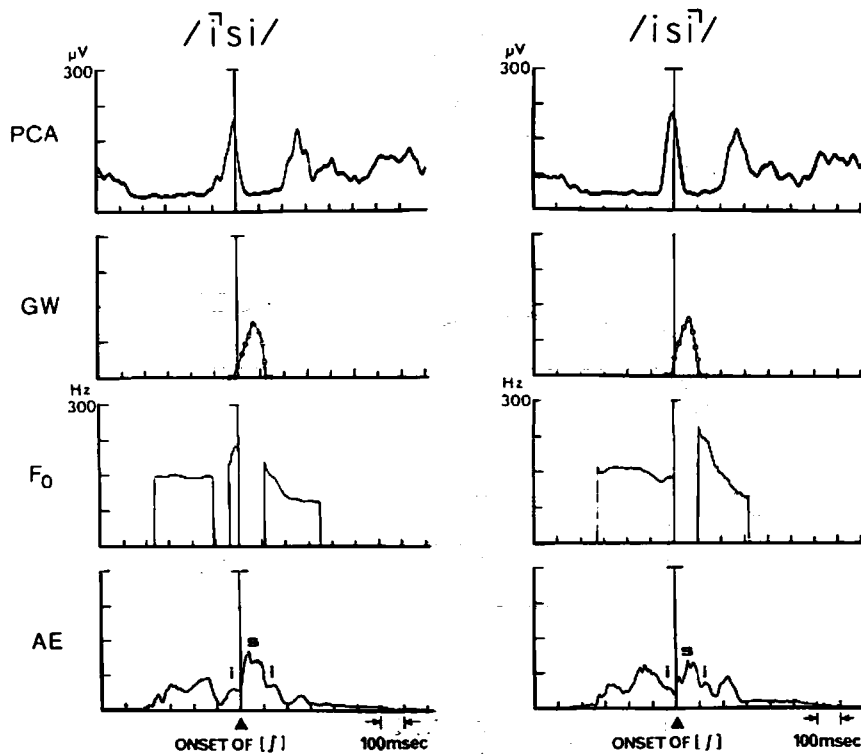 /i̅˺si/ /isi̅˺/
μV μV
300 300
PCA
GW
Hz Hz
300 300
F₀
AE
i s i i s i
ONSET OF [ʃ] 100msec ONSET OF [ʃ] 100msec